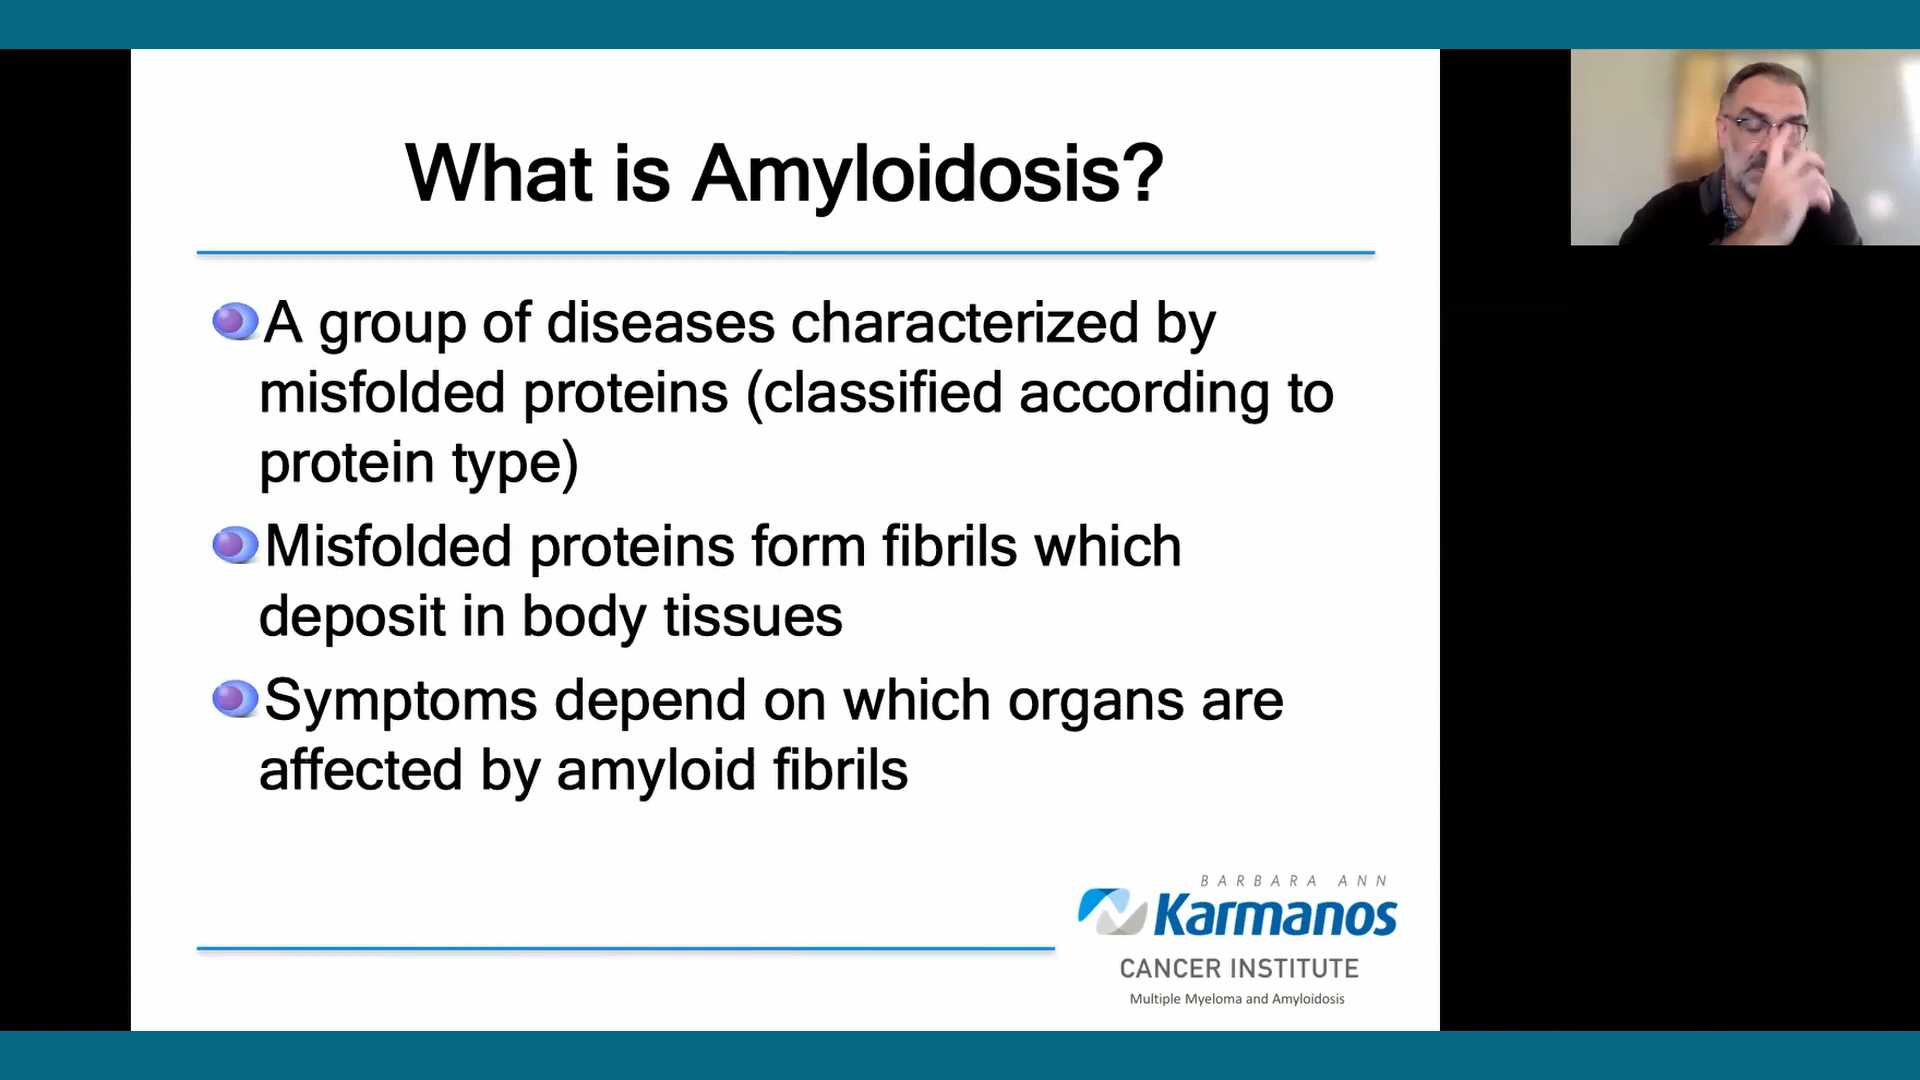 What is Amyloidosis?
A group of diseases characterized by
misfolded proteins (classified according to
protein type)
Misfolded proteins form fibrils which
deposit in body tissues
Symptoms depend on which organs are
affected by amyloid fibrils
BARBARA ANN
Karmanos
CANCER INSTITUTE
Multiple Myeloma and Amyloidosis